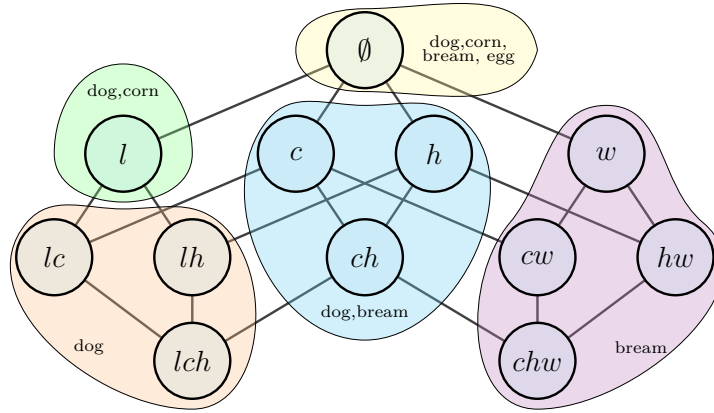 ∅
dog,corn,
bream, egg
dog,corn
l
c
h
w
lc
lh
ch
cw
hw
dog,bream
dog
bream
lch
chw